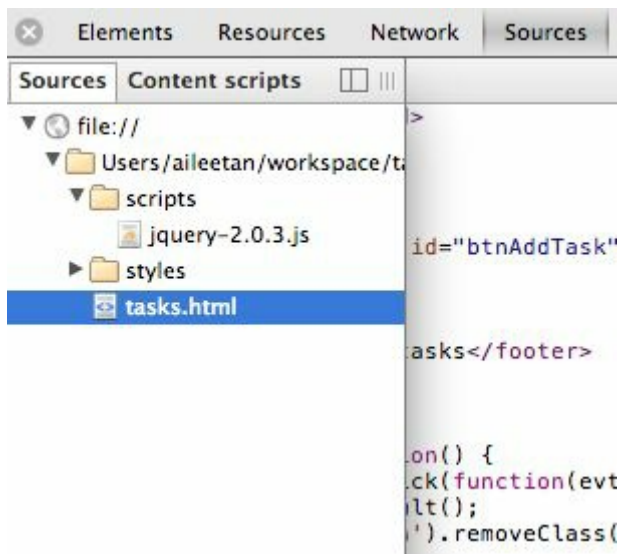 Elements Resources Network Sources
Sources Content scripts
file://
>
Users/aileetan/workspace/ta
scripts
jquery-2.0.3.js
id="btnAddTask"
styles
tasks.html
asks</footer>
on() {
ck(function(evt
lt();
').removeClass(